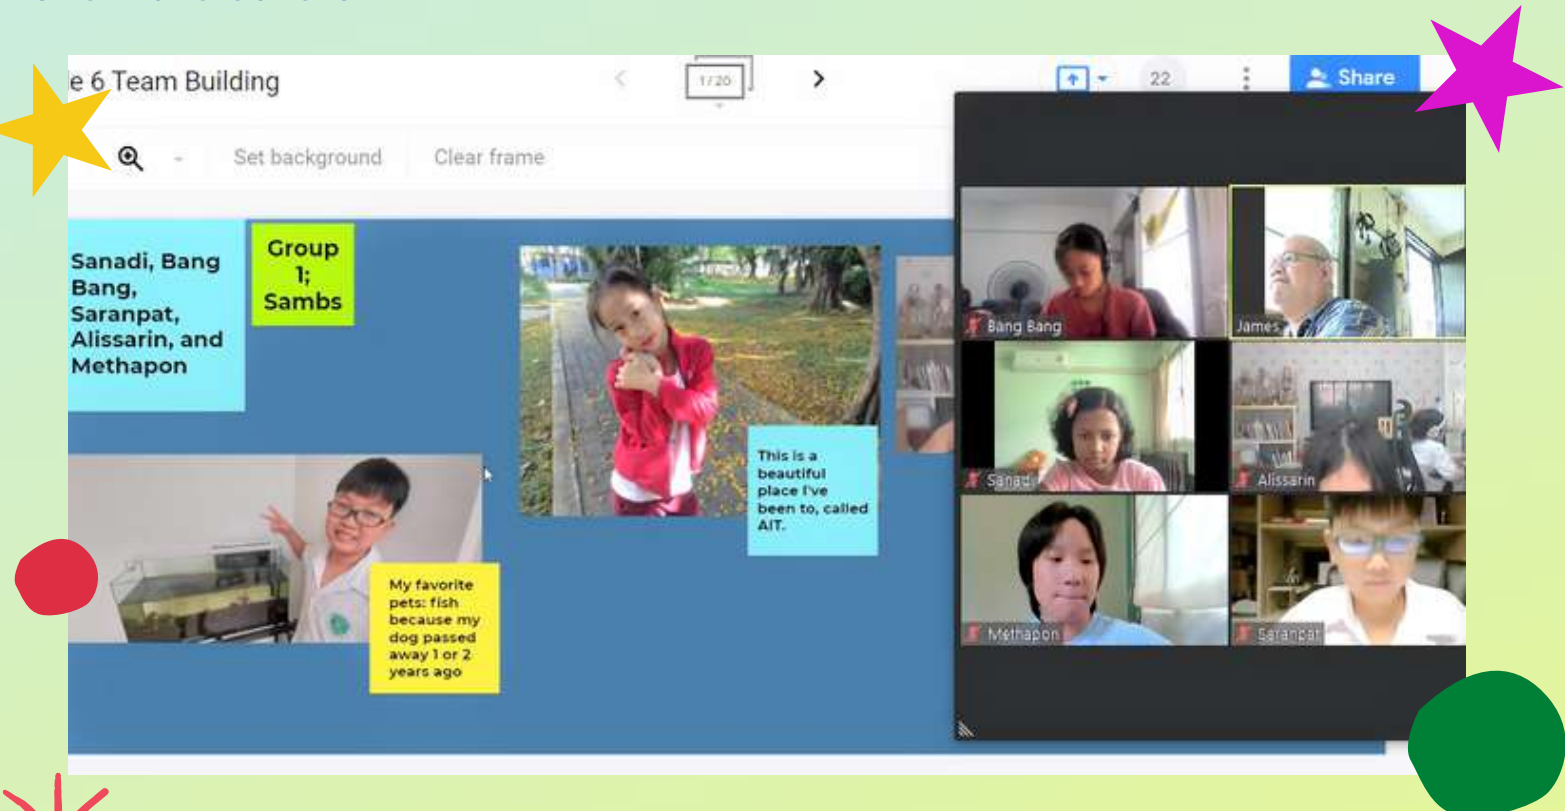 e 6 Team Building
1/20
22
Share
Set background
Clear frame
Sanadi, Bang
Bang,
Saranpat,
Alissarin, and
Methapon
Group
1;
Sambs
This is a
beautiful
place I've
been to, called
AIT.
My favorite
pets: fish
because my
dog passed
away 1 or 2
years ago
Bang Bang
James
Sanadi
Alissarin
Methapon
Saranpat